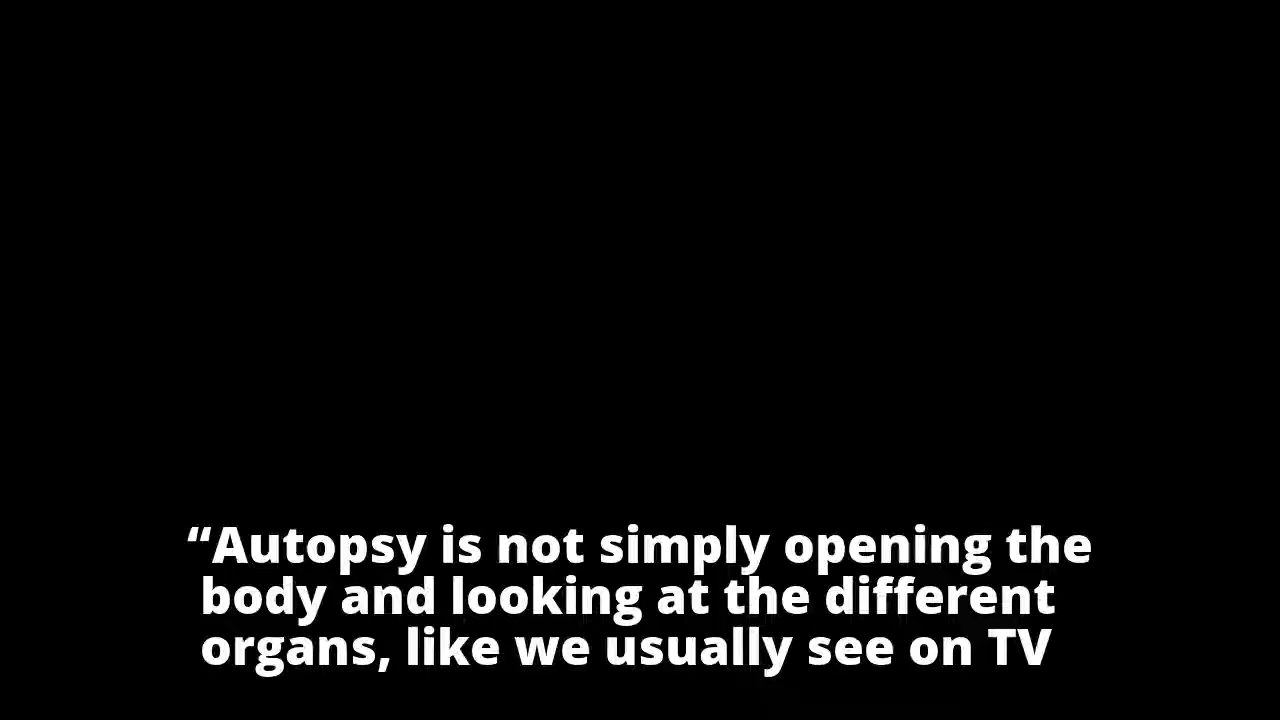 “Autopsy is not simply opening the
body and looking at the different
organs, like we usually see on TV